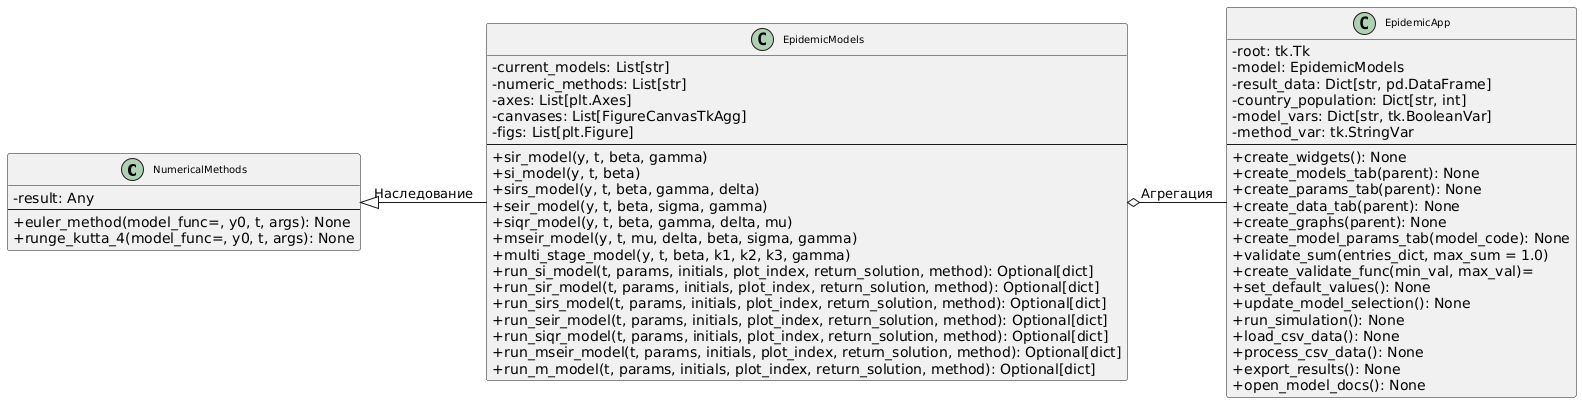 C NumericalMethods
-result: Any
+euler_method(model_func=, y0, t, args): None
+runge_kutta_4(model_func=, y0, t, args): None
Наследование
C EpidemicModels
-current_models: List[str]
-numeric_methods: List[str]
-axes: List[plt.Axes]
-canvases: List[FigureCanvasTkAgg]
-figs: List[plt.Figure]
+sir_model(y, t, beta, gamma)
+si_model(y, t, beta)
+sirs_model(y, t, beta, gamma, delta)
+seir_model(y, t, beta, sigma, gamma)
+siqr_model(y, t, beta, gamma, delta, mu)
+mseir_model(y, t, mu, delta, beta, sigma, gamma)
+multi_stage_model(y, t, beta, k1, k2, k3, gamma)
+run_si_model(t, params, initials, plot_index, return_solution, method): Optional[dict]
+run_sir_model(t, params, initials, plot_index, return_solution, method): Optional[dict]
+run_sirs_model(t, params, initials, plot_index, return_solution, method): Optional[dict]
+run_seir_model(t, params, initials, plot_index, return_solution, method): Optional[dict]
+run_siqr_model(t, params, initials, plot_index, return_solution, method): Optional[dict]
+run_mseir_model(t, params, initials, plot_index, return_solution, method): Optional[dict]
+run_m_model(t, params, initials, plot_index, return_solution, method): Optional[dict]
Агрегация
C EpidemicApp
-root: tk.Tk
-model: EpidemicModels
-result_data: Dict[str, pd.DataFrame]
-country_population: Dict[str, int]
-model_vars: Dict[str, tk.BooleanVar]
-method_var: tk.StringVar
+create_widgets(): None
+create_models_tab(parent): None
+create_params_tab(parent): None
+create_data_tab(parent): None
+create_graphs(parent): None
+create_model_params_tab(model_code): None
+validate_sum(entries_dict, max_sum = 1.0)
+create_validate_func(min_val, max_val)=
+set_default_values(): None
+update_model_selection(): None
+run_simulation(): None
+load_csv_data(): None
+process_csv_data(): None
+export_results(): None
+open_model_docs(): None